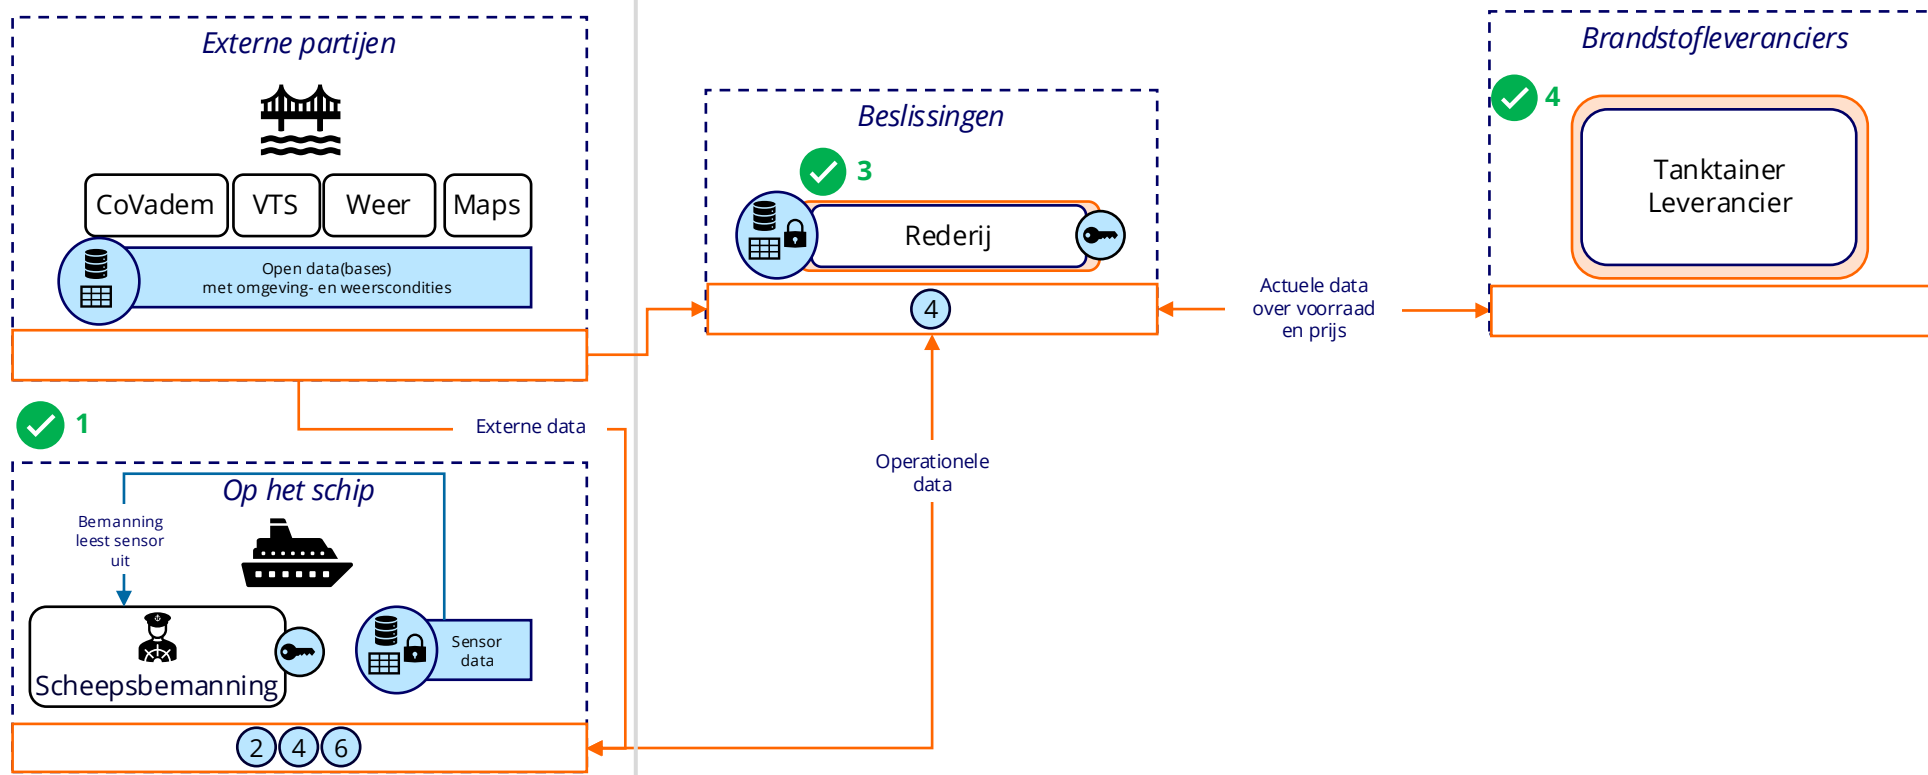 Externe partijen
CoVadem
VTS
Weer
Maps
Open data(bases)
met omgeving- en weerscondities
1
Externe data
Op het schip
Bemanning
leest sensor
uit
Scheepsbemanning
Sensor
data
2
4
6
Beslissingen
3
Rederij
4
Operationele
data
Actuele data
over voorraad
en prijs
Brandstofleveranciers
4
Tanktainer
Leverancier